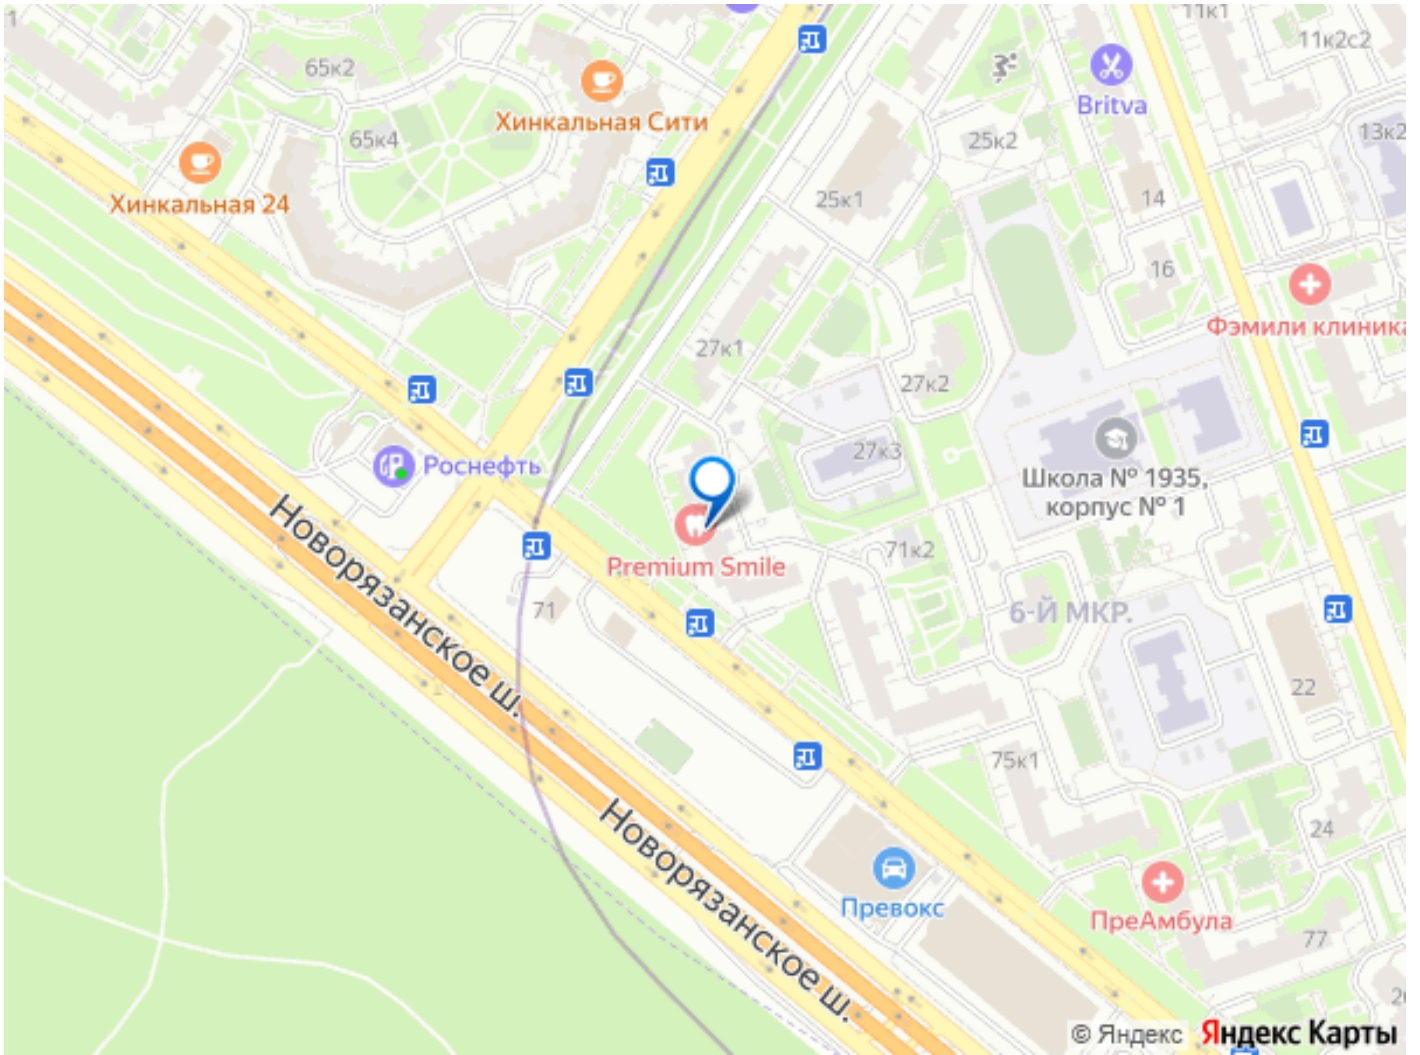 11к1
11к2с2
65к2
Хинкальная Сити
Britva
65к4
25к2
13к2
Хинкальная 24
25к1
14
16
Фэмили клиника
27к1
27к2
27к3
Роснефть
Школа № 1935,
корпус № 1
Новорязанское ш.
Premium Smile
71к2
71
6-Й МКР.
22
75к1
Новорязанское ш.
24
Превокс
ПреАмбула
77
© Яндекс Яндекс Карты